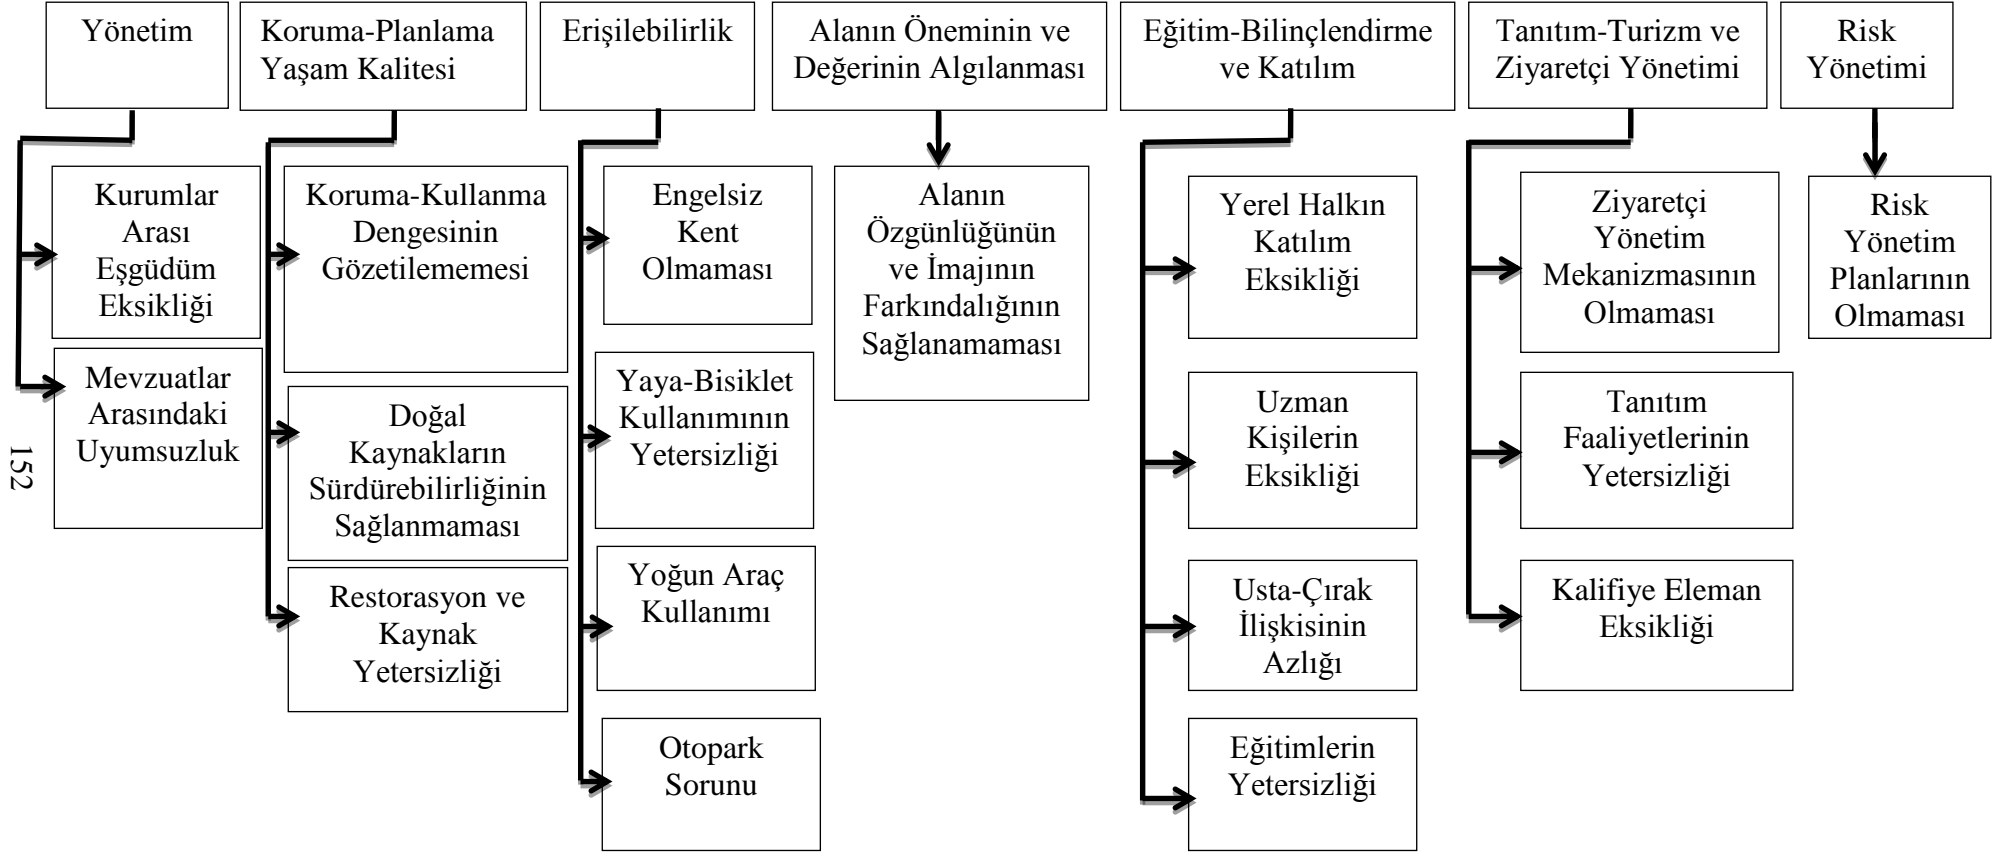 Yönetim
Koruma-Planlama
Yaşam Kalitesi
Erişilebilirlik
Alanın Öneminin ve
Değerinin Algılanması
Eğitim-Bilinçlendirme
ve Katılım
Tanıtım-Turizm ve
Ziyaretçi Yönetimi
Risk
Yönetimi
Kurumlar
Arası
Eşgüdüm
Eksikliği
Mevzuatlar
Arasındaki
Uyumsuzluk
Koruma-Kullanma
Dengesinin
Gözetilememesi
Doğal
Kaynakların
Sürdürebilirliğinin
Sağlanmaması
Restorasyon ve
Kaynak
Yetersizliği
Engelsiz
Kent
Olmaması
Yaya-Bisiklet
Kullanımının
Yetersizliği
Yoğun Araç
Kullanımı
Otopark
Sorunu
Alanın
Özgünlüğünün
ve İmajının
Farkındalığının
Sağlanamaması
Yerel Halkın
Katılım
Eksikliği
Uzman
Kişilerin
Eksikliği
Usta-Çırak
İlişkisinin
Azlığı
Eğitimlerin
Yetersizliği
Ziyaretçi
Yönetim
Mekanizmasının
Olmaması
Tanıtım
Faaliyetlerinin
Yetersizliği
Kalifiye Eleman
Eksikliği
Risk
Yönetim
Planlarının
Olmaması
152